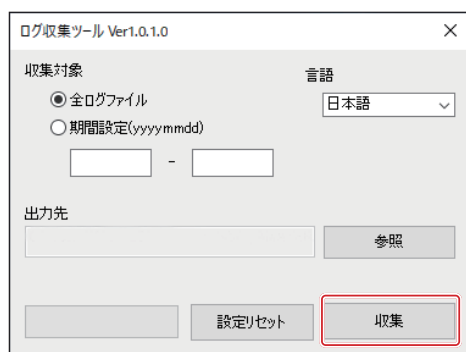 ログ収集ツール Ver1.0.1.0
収集対象
言語
全ログファイル
日本語
期間設定(yyyymmdd)
-
出力先
参照
設定リセット
収集